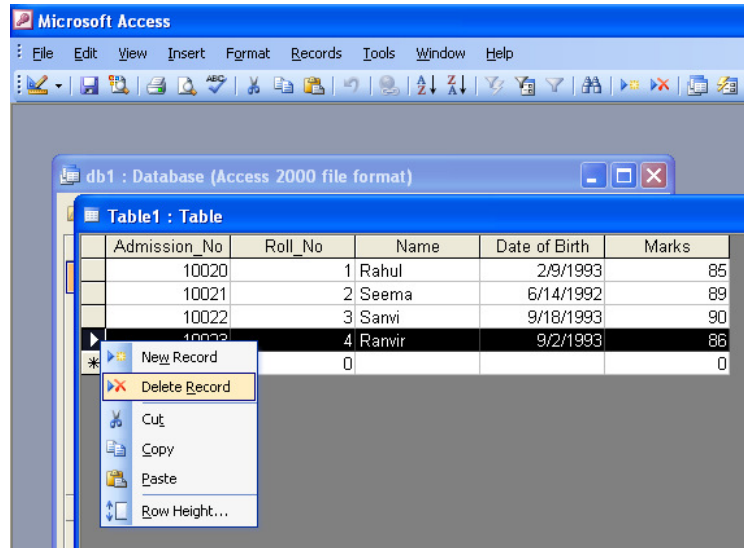 Microsoft Access
File Edit View Insert Format Records Tools Window Help
ABC A Z Z A
db1 : Database (Access 2000 file format)
Table1 : Table
Admission_No Roll_No Name Date of Birth Marks
10020 1 Rahul 2/9/1993 85
10021 2 Seema 6/14/1992 89
10022 3 Sanvi 9/18/1993 90
10023 4 Ranvir 9/2/1993 86
0 0
New Record
Delete Record
Cut
Copy
Paste
Row Height...